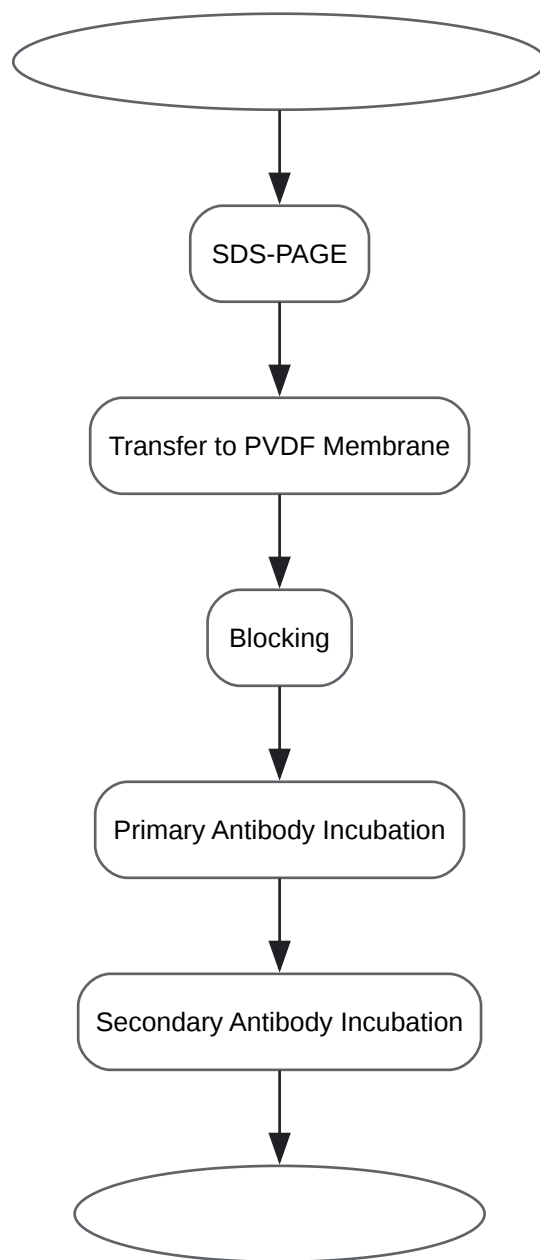 SDS-PAGE
Transfer to PVDF Membrane
Blocking
Primary Antibody Incubation
Secondary Antibody Incubation